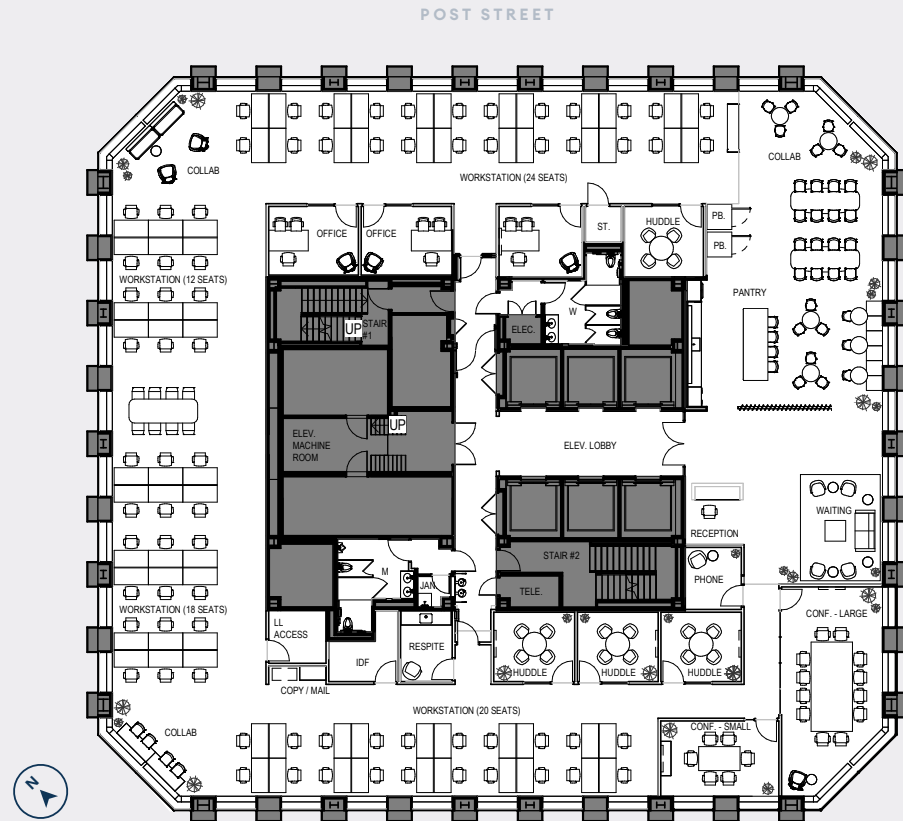 POST STREET
COLLAB
COLLAB
WORKSTATION (24 SEATS)
OFFICE
OFFICE
ST.
HUDDLE
PB.
PB.
WORKSTATION (12 SEATS)
PANTRY
W
UP
STAIR
#1
ELEC.
UP
ELEV.
MACHINE
ROOM
ELEV. LOBBY
WAITING
RECEPTION
STAIR #2
M
JAN.
TELE.
PHONE
WORKSTATION (18 SEATS)
CONF. - LARGE
LL
ACCESS
IDF
RESPITE
HUDDLE
HUDDLE
HUDDLE
COPY / MAIL
WORKSTATION (20 SEATS)
CONF. - SMALL
COLLAB
N